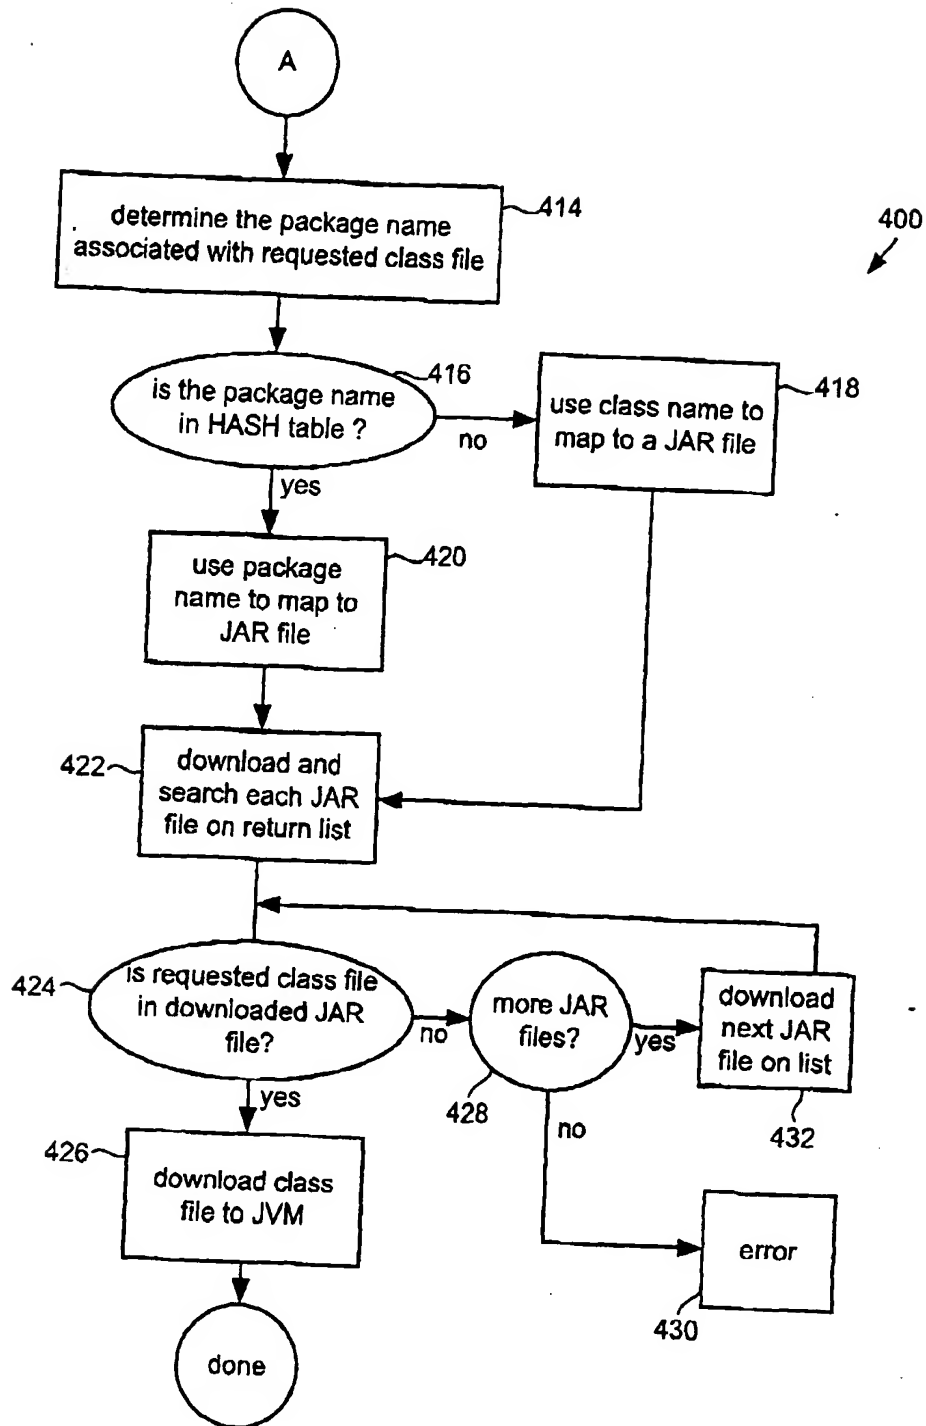 A
determine the package name
associated with requested class file
414
400
is the package name
in HASH table ?
416
no
use class name to
map to a JAR file
418
yes
use package
name to map to
JAR file
420
422
download and
search each JAR
file on return list
424
is requested class file
in downloaded JAR
file?
no
more JAR
files?
428
yes
download
next JAR
file on list
432
yes
no
426
download class
file to JVM
error
430
done